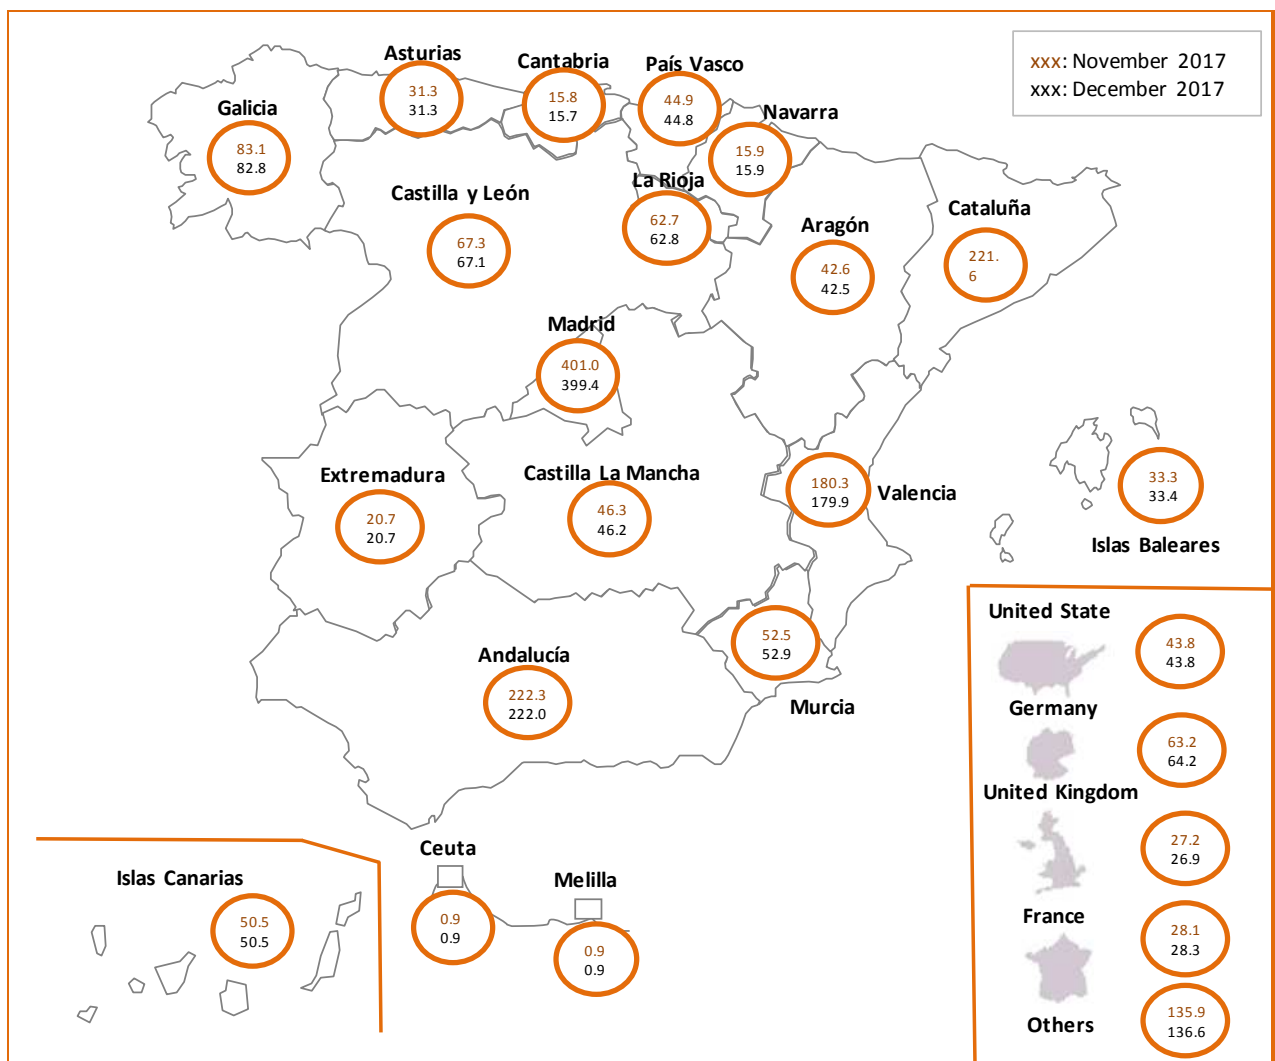 xxx: November 2017
xxx: December 2017
Asturias
31.3
31.3
Cantabria
15.8
15.7
País Vasco
44.9
44.8
Navarra
15.9
15.9
Galicia
83.1
82.8
Castilla y León
67.3
67.1
La Rioja
62.7
62.8
Aragón
42.6
42.5
Cataluña
221.
6
Madrid
401.0
399.4
Extremadura
20.7
20.7
Castilla La Mancha
46.3
46.2
180.3
179.9
Valencia
33.3
33.4
Islas Baleares
Andalucía
222.3
222.0
52.5
52.9
Murcia
United State
43.8
43.8
Germany
63.2
64.2
United Kingdom
27.2
26.9
France
28.1
28.3
Others
135.9
136.6
Islas Canarias
50.5
50.5
Ceuta
0.9
0.9
Melilla
0.9
0.9